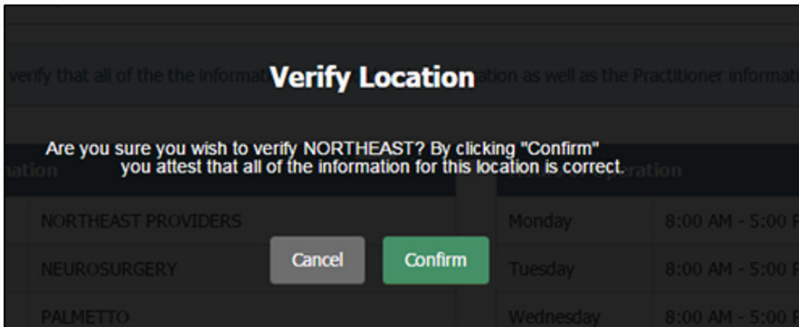 Verify Location
verify that all of the the informat ation as well as the Practitioner informati
Are you sure you wish to verify NORTHEAST? By clicking "Confirm"
you attest that all of the information for this location is correct.
NORTHEAST PROVIDERS
Monday 8:00 AM - 5:00 P
NEUROSURGERY
Cancel
Confirm
Tuesday 8:00 AM - 5:00 P
PALMETTO
Wednesday 8:00 AM - 5:00 P